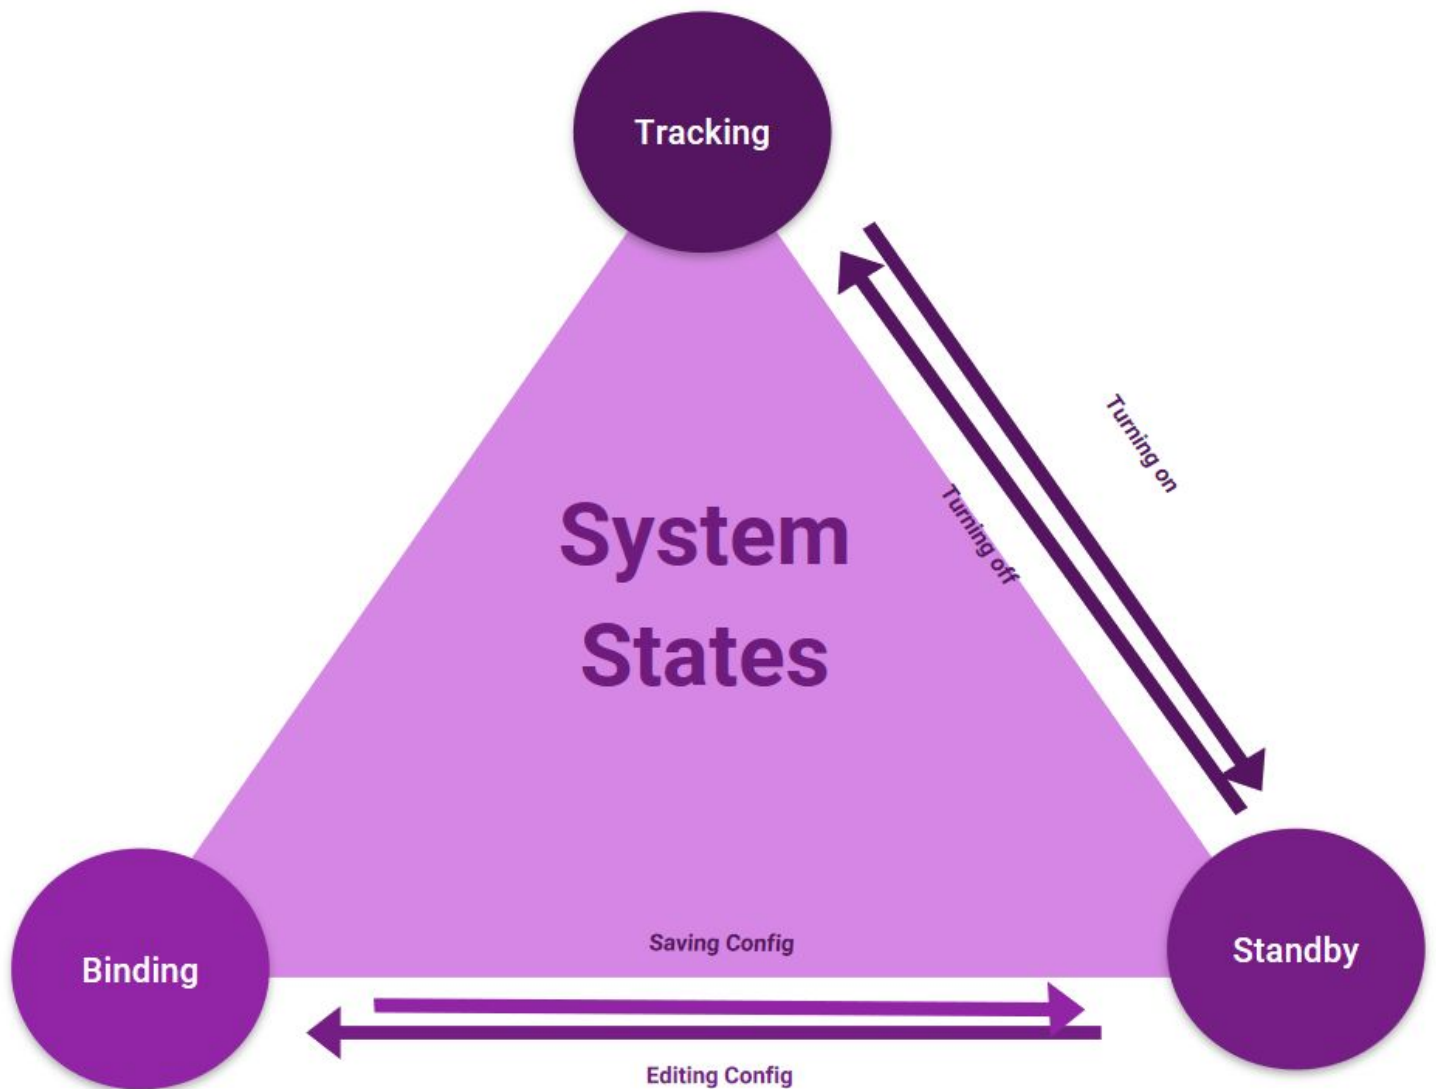 Tracking
Turning on
Turning off
System
States
Saving Config
Binding
Standby
Editing Config